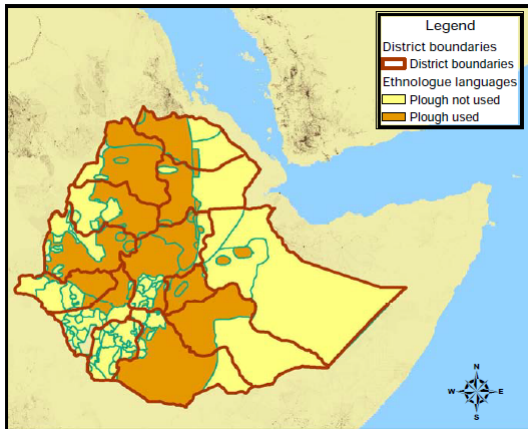 Legend
District boundaries
District boundaries
Ethnologue languages
Plough not used
Plough used
N
W E
S